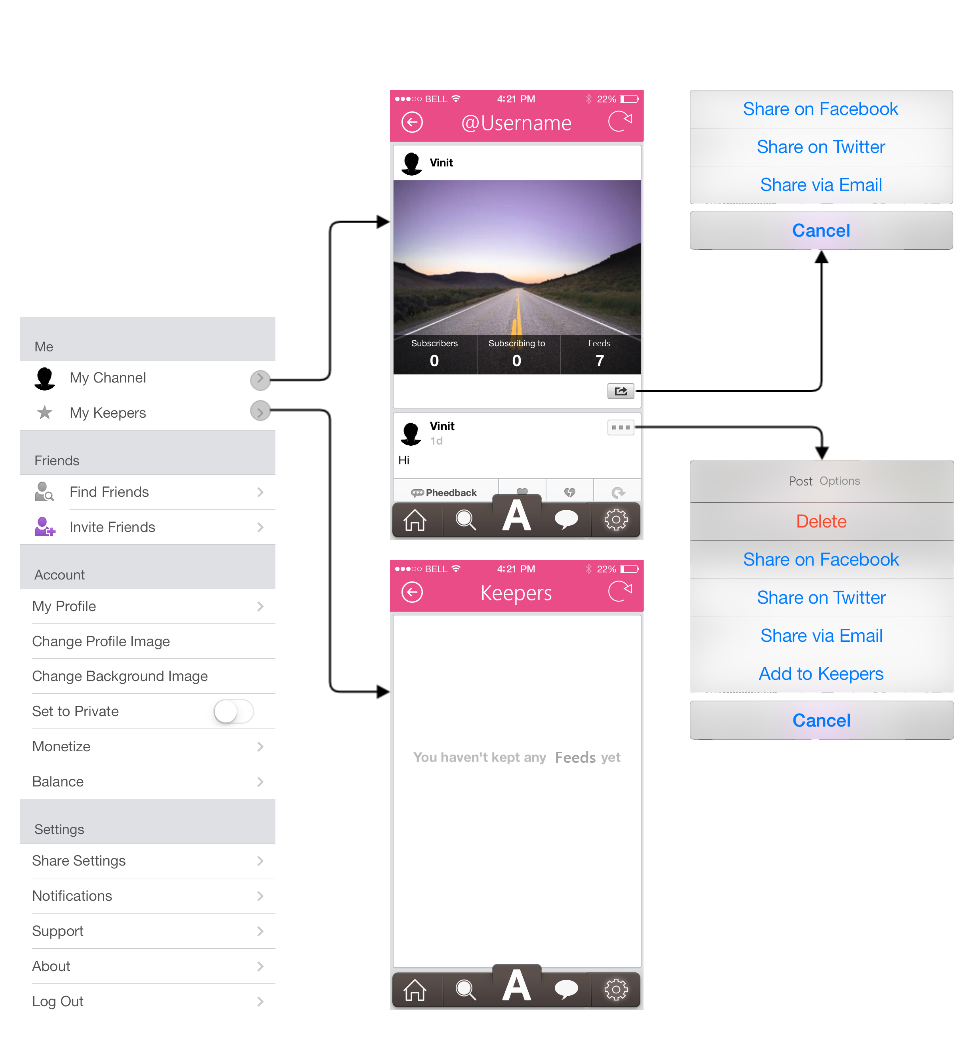 Me
My Channel
My Keepers
Friends
Find Friends
Invite Friends
Account
My Profile
Change Profile Image
Change Background Image
Set to Private
Monetize
Balance
Settings
Share Settings
Notifications
Support
About
Log Out
BELL 4:21 PM 22%
@Username
Vinit
Subscribers Subscribing to Feeds
0 0 7
Vinit
1d
Hi
Pheedback
A
BELL 4:21 PM 22%
Keepers
You haven't kept any Feeds yet
A
Share on Facebook
Share on Twitter
Share via Email
Cancel
Post Options
Delete
Share on Facebook
Share on Twitter
Share via Email
Add to Keepers
Cancel